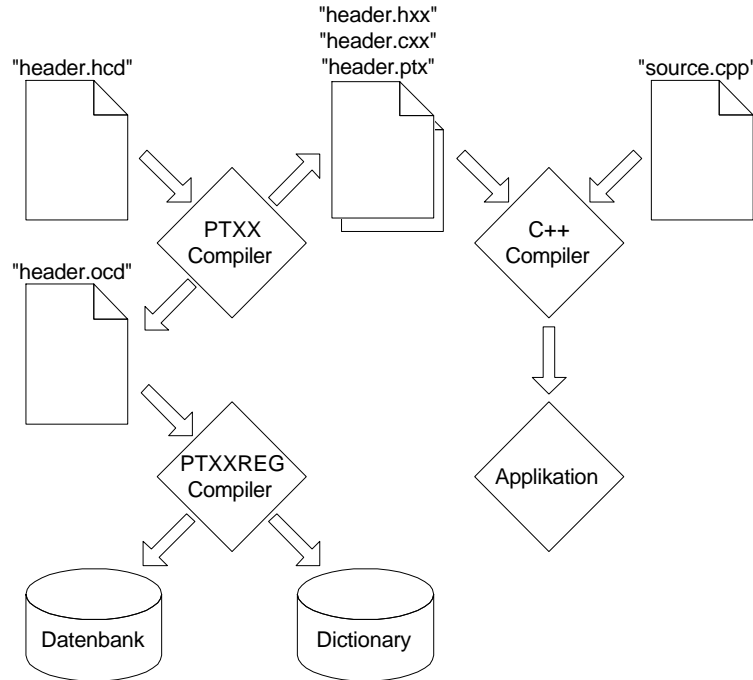 "header.hxx"
"header.cxx"
"header.hcd"
"header.ptx"
"source.cpp"
PTXX
Compiler
C++
Compiler
"header.ocd"
PTXXREG
Compiler
Applikation
Datenbank
Dictionary